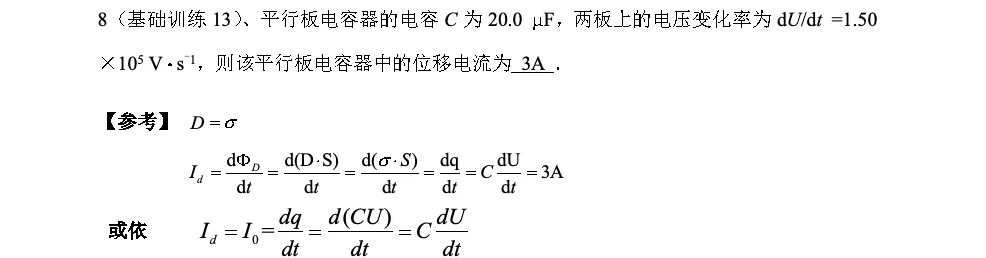 8（基础训练 13）、平行板电容器的电容 C 为 20.0 μF，两板上的电压变化率为 dU/dt =1.50
×10⁵ V·s⁻¹，则该平行板电容器中的位移电流为 3A .
【参考】 D = σ
I_d = dΦ_D/dt = d(D·S)/dt = d(σ·S)/dt = dq/dt = C dU/dt = 3A
或依 I_d = I_0 = dq/dt = d(CU)/dt = C dU/dt